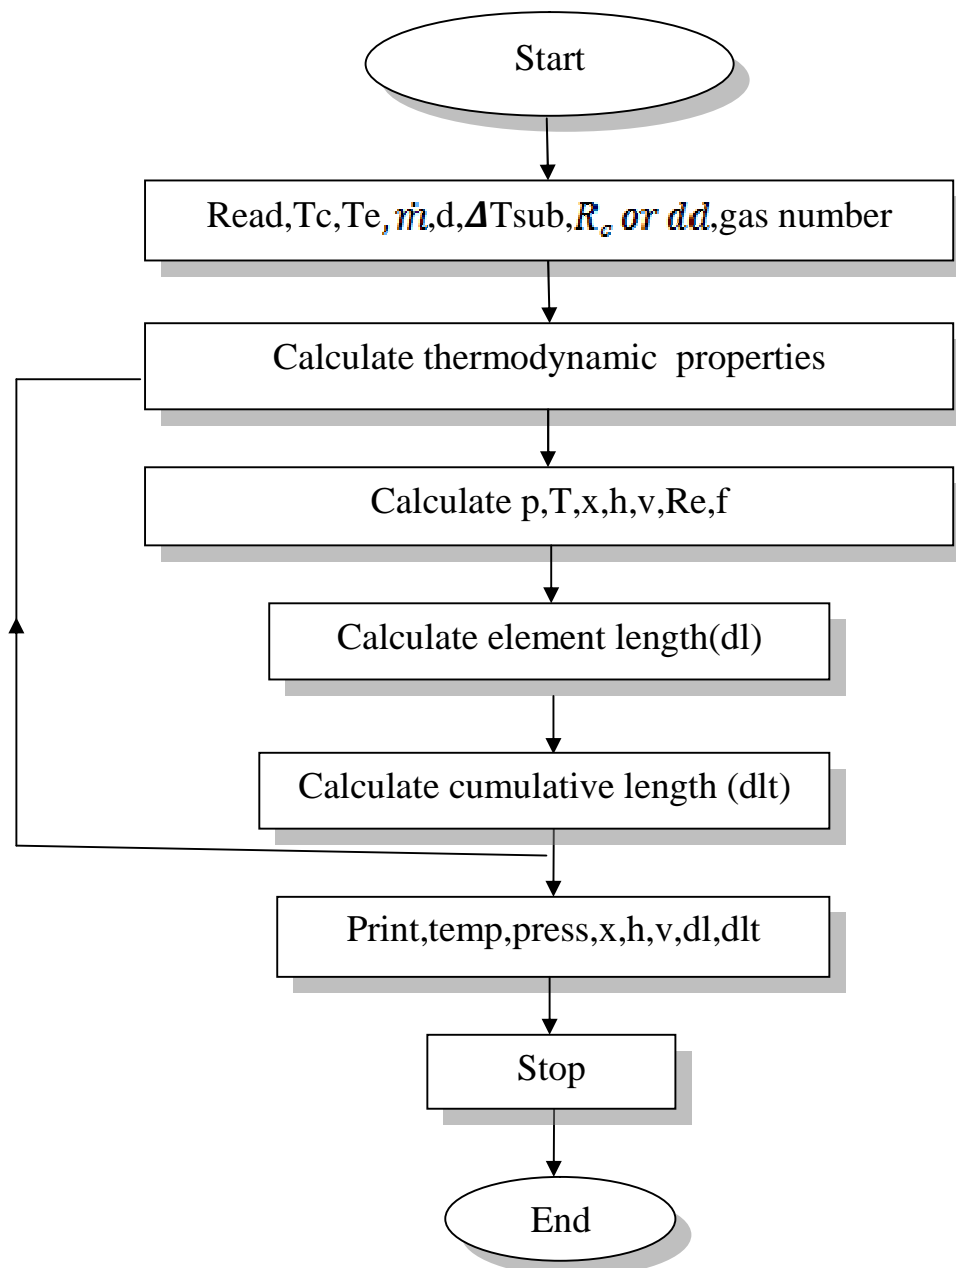 Start
Read,Tc,Te,ṁ,d,ΔTsub,R_c or dd,gas number
Calculate thermodynamic properties
Calculate p,T,x,h,v,Re,f
Calculate element length(dl)
Calculate cumulative length (dlt)
Print,temp,press,x,h,v,dl,dlt
Stop
End